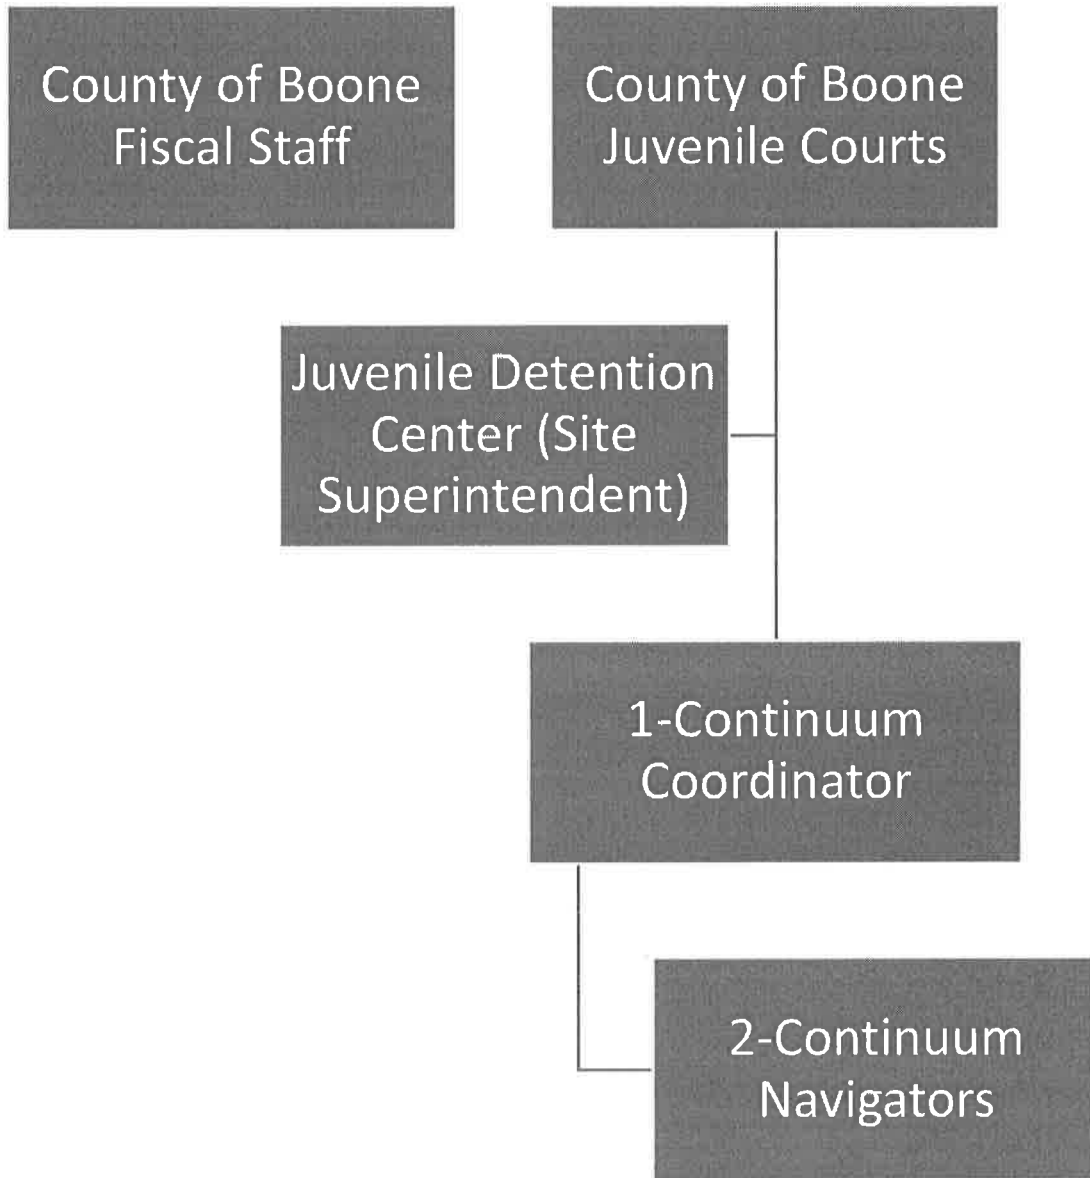 County of Boone
Fiscal Staff
County of Boone
Juvenile Courts
Juvenile Detention
Center (Site
Superintendent)
1-Continuum
Coordinator
2-Continuum
Navigators